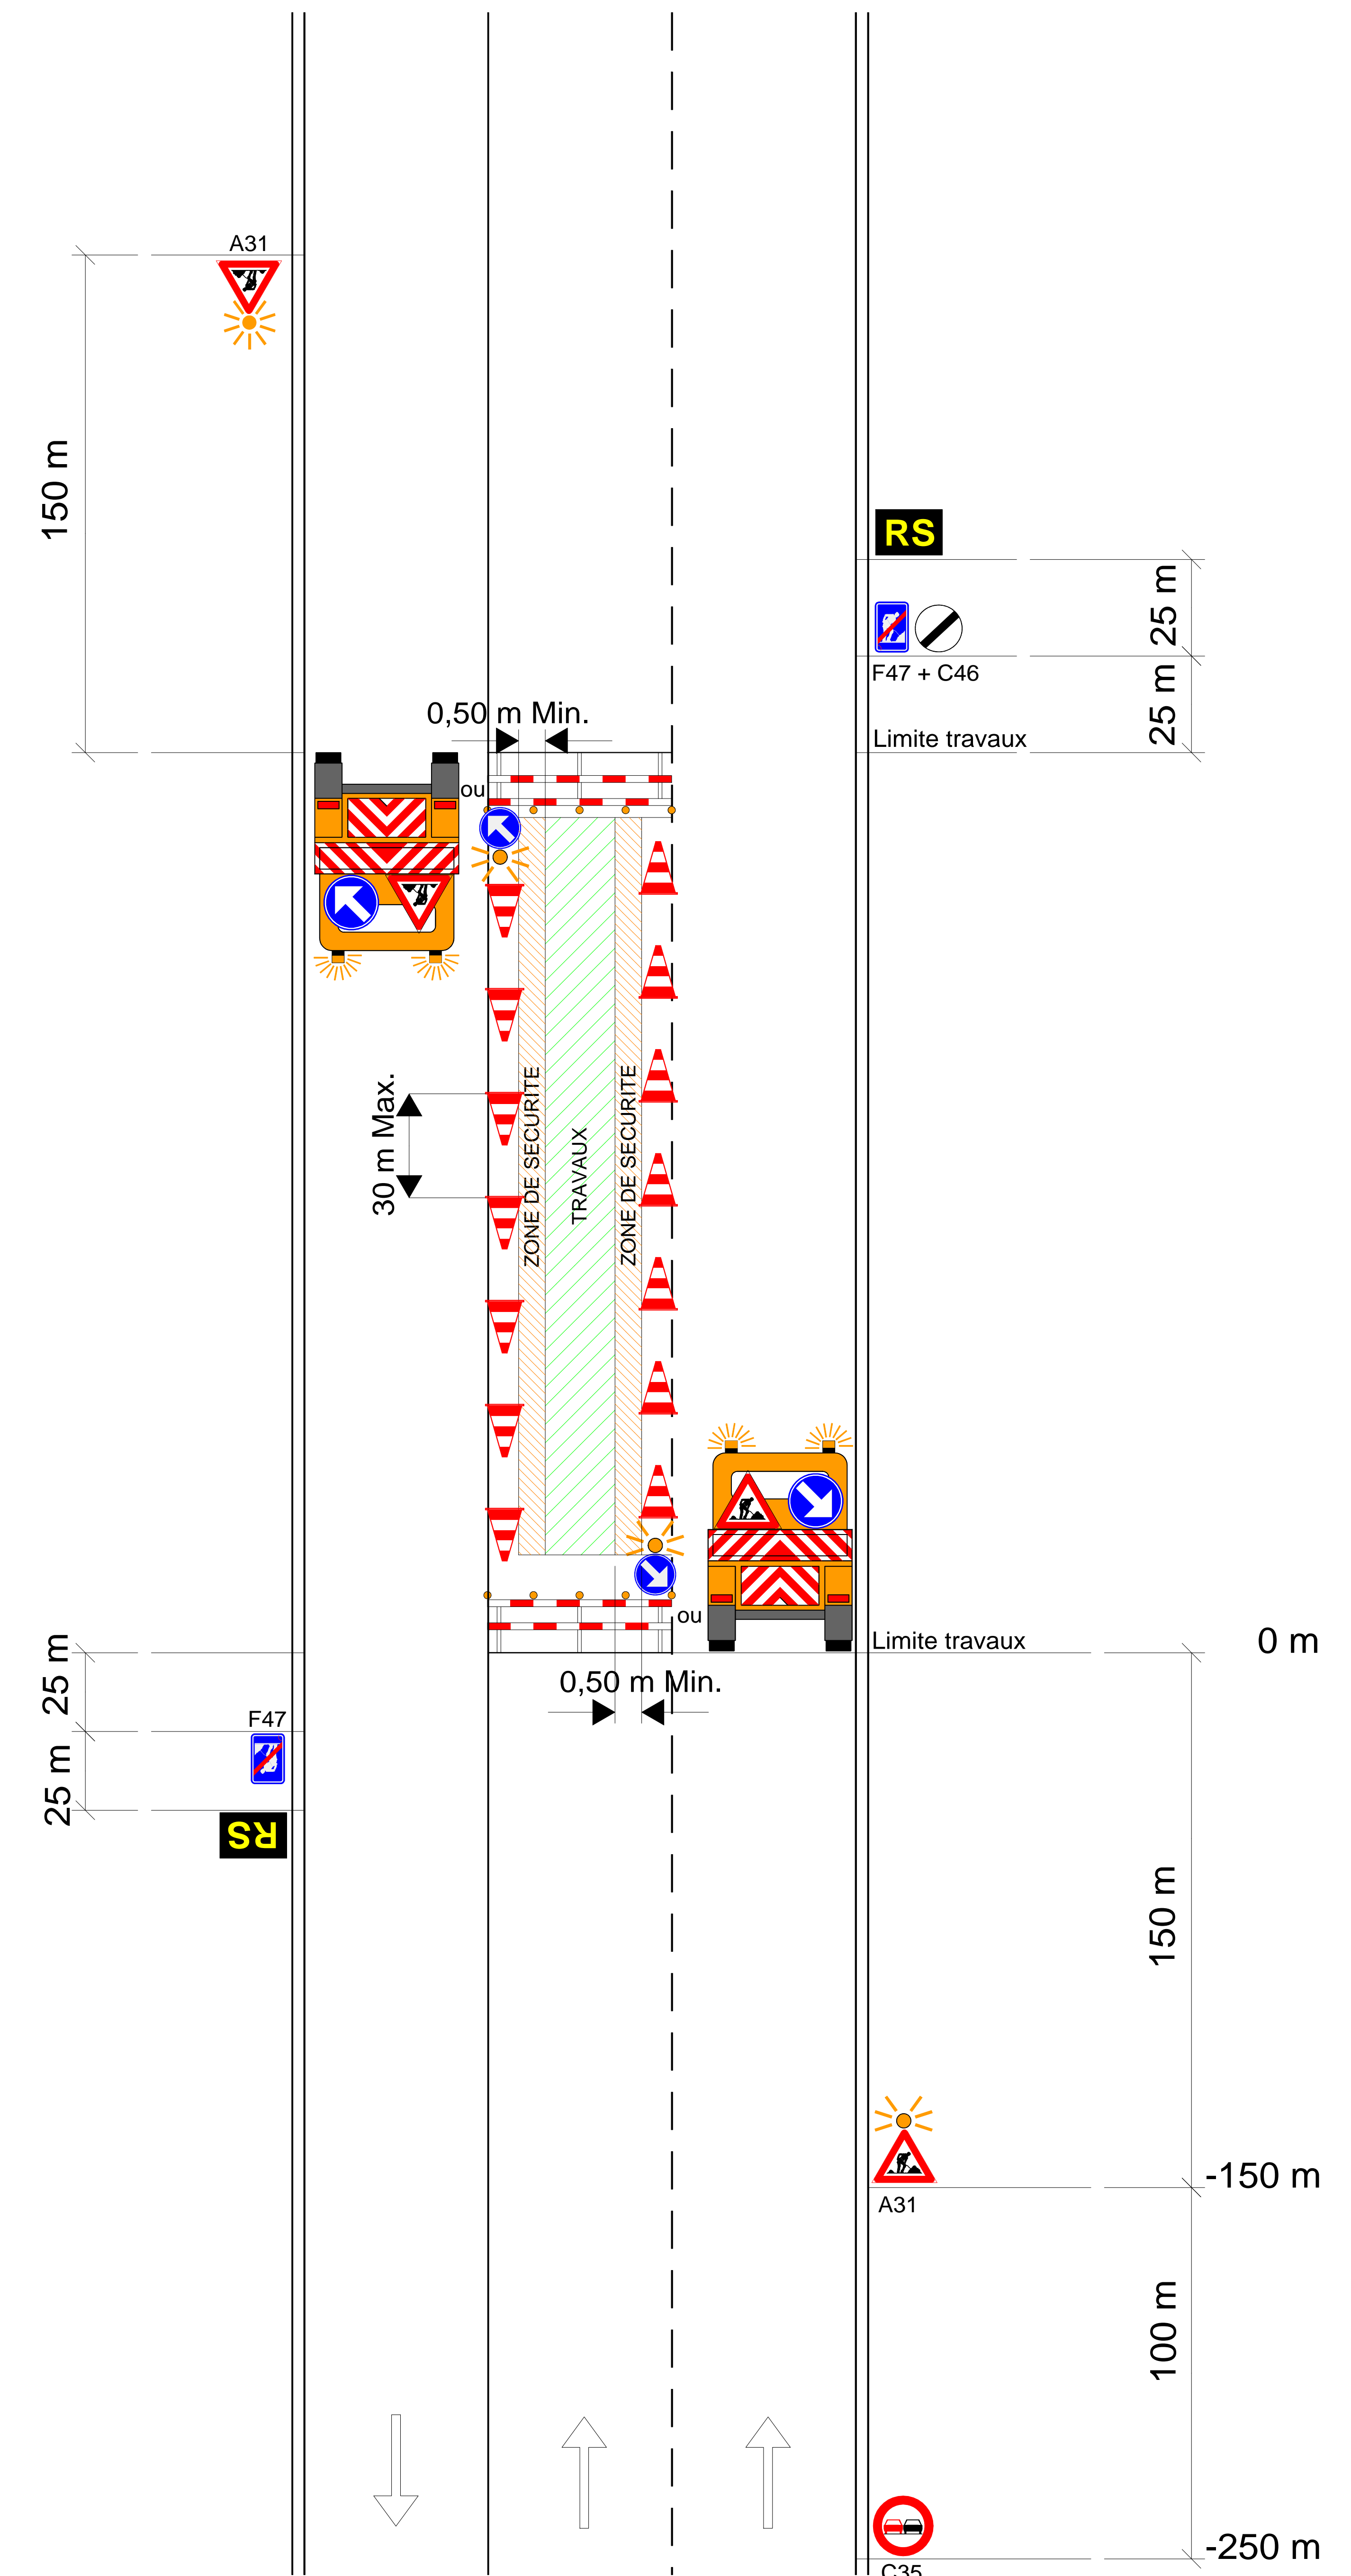 A31
150 m
RS
25 m
F47 + C46
25 m
0,50 m Min.
Limite travaux
ou
30 m Max.
ZONE DE SECURITE
TRAVAUX
ZONE DE SECURITE
ou
Limite travaux
0 m
0,50 m Min.
25 m
F47
25 m
RS
150 m
-150 m
A31
100 m
-250 m
C35